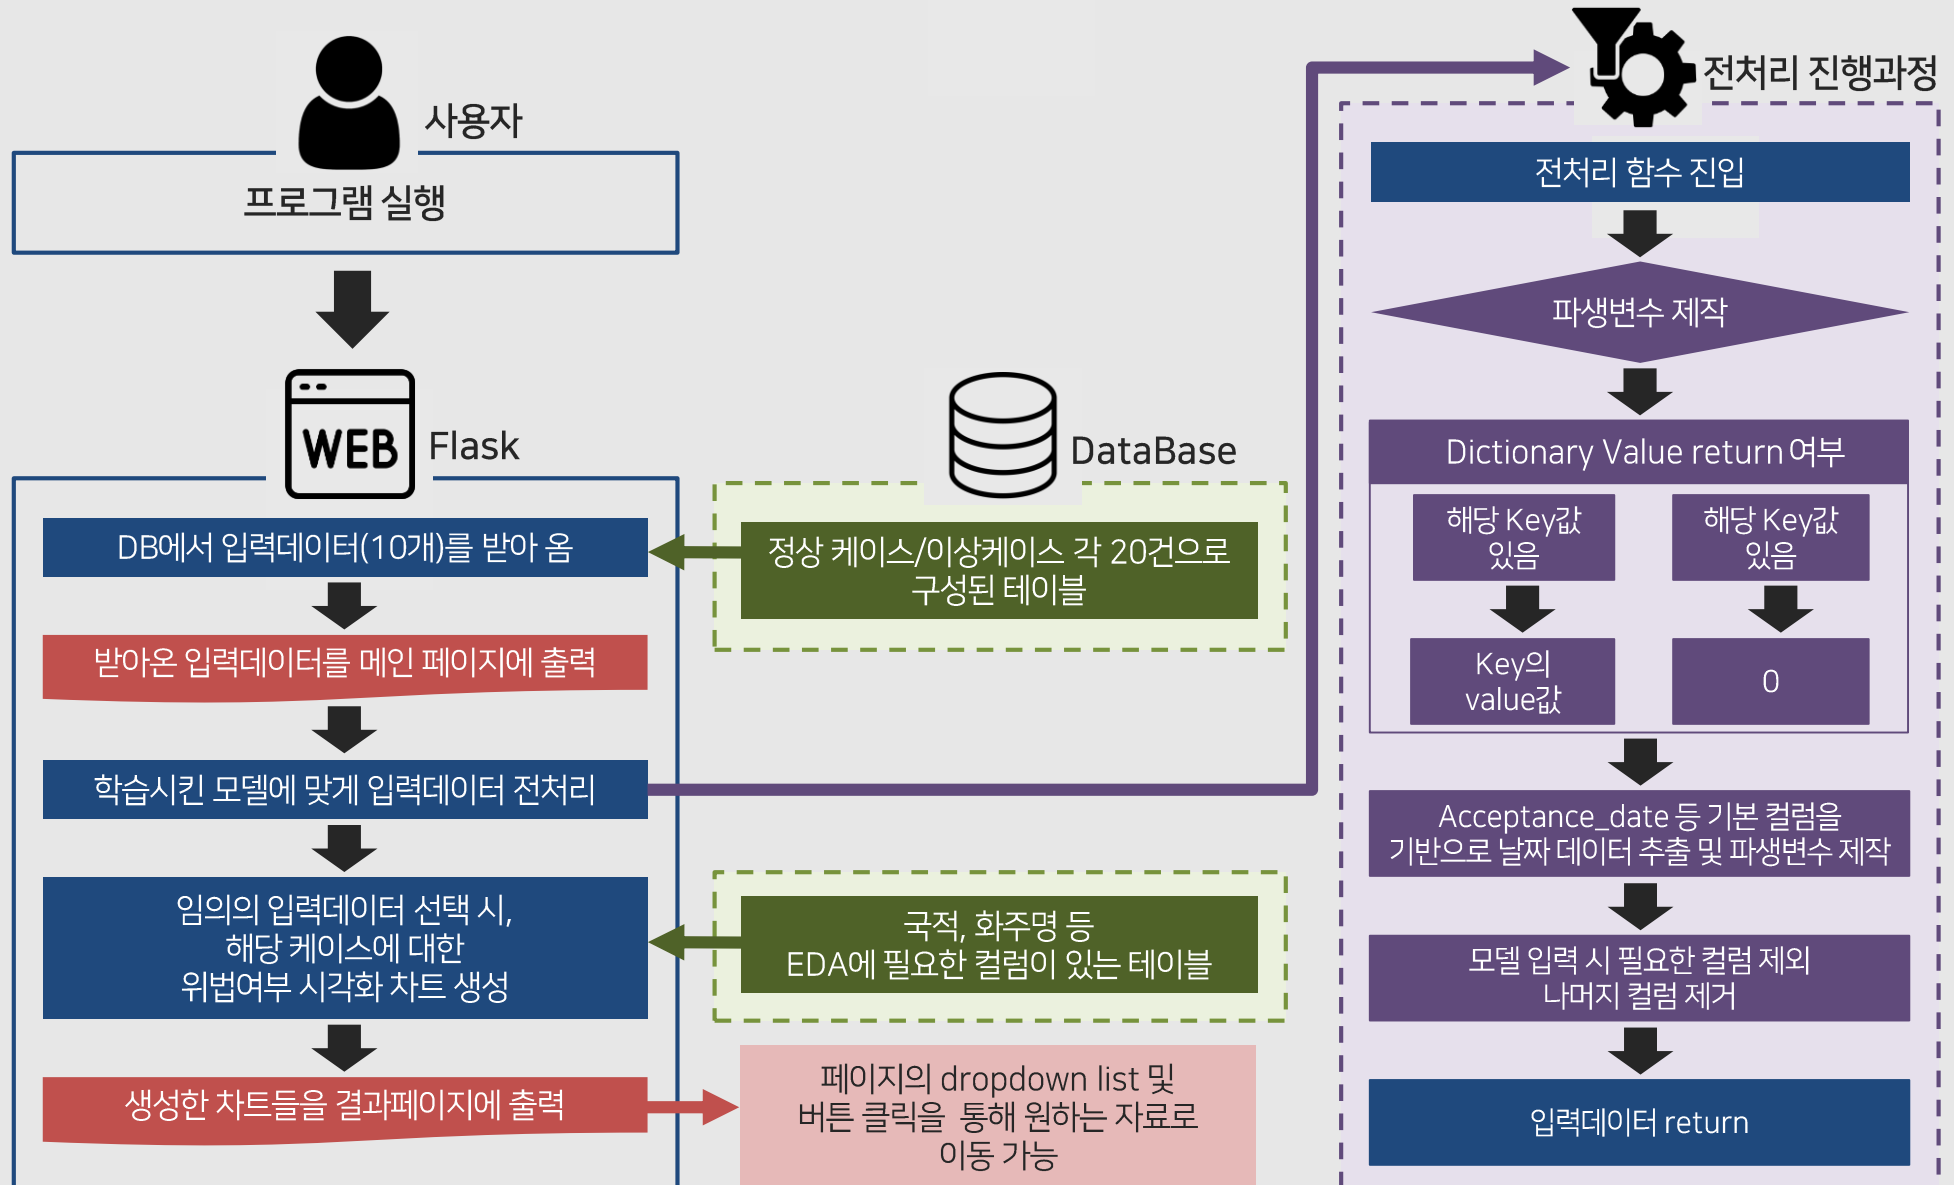 사용자
프로그램 실행
WEB
Flask
DB에서 입력데이터(10개)를 받아 옴
받아온 입력데이터를 메인 페이지에 출력
학습시킨 모델에 맞게 입력데이터 전처리
임의의 입력데이터 선택 시,
해당 케이스에 대한
위법여부 시각화 차트 생성
생성한 차트들을 결과페이지에 출력
DataBase
정상 케이스/이상케이스 각 20건으로
구성된 테이블
국적, 화주명 등
EDA에 필요한 컬럼이 있는 테이블
페이지의 dropdown list 및
버튼 클릭을 통해 원하는 자료로
이동 가능
전처리 진행과정
전처리 함수 진입
파생변수 제작
Dictionary Value return 여부
해당 Key값
있음
해당 Key값
있음
Key의
value값
0
Acceptance_date 등 기본 컬럼을
기반으로 날짜 데이터 추출 및 파생변수 제작
모델 입력 시 필요한 컬럼 제외
나머지 컬럼 제거
입력데이터 return